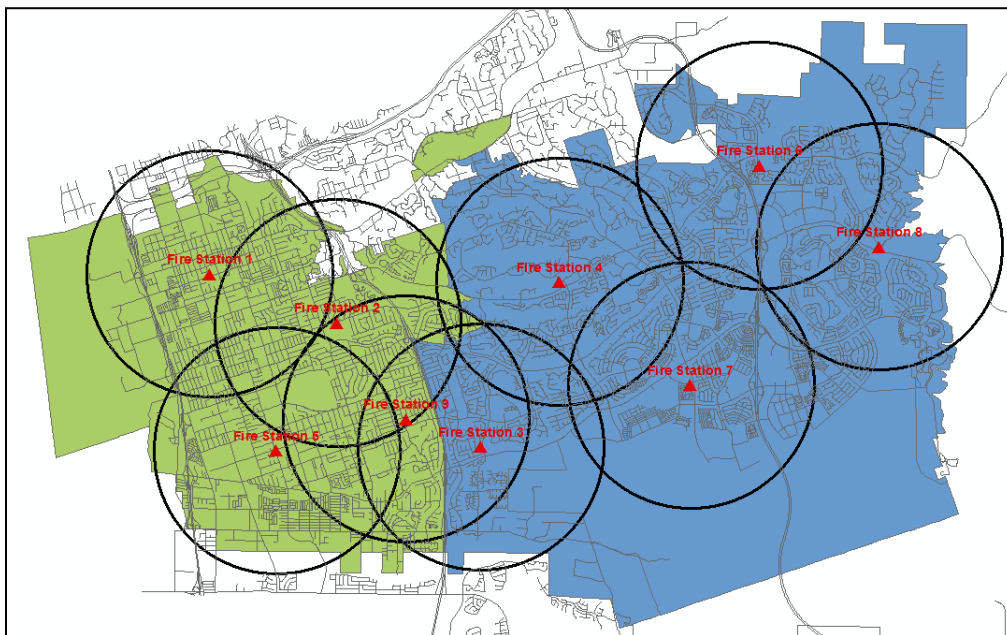 Fire Station 6
Fire Station 8
Fire Station 1
Fire Station 4
Fire Station 2
Fire Station 7
Fire Station 9
Fire Station 5
Fire Station 3